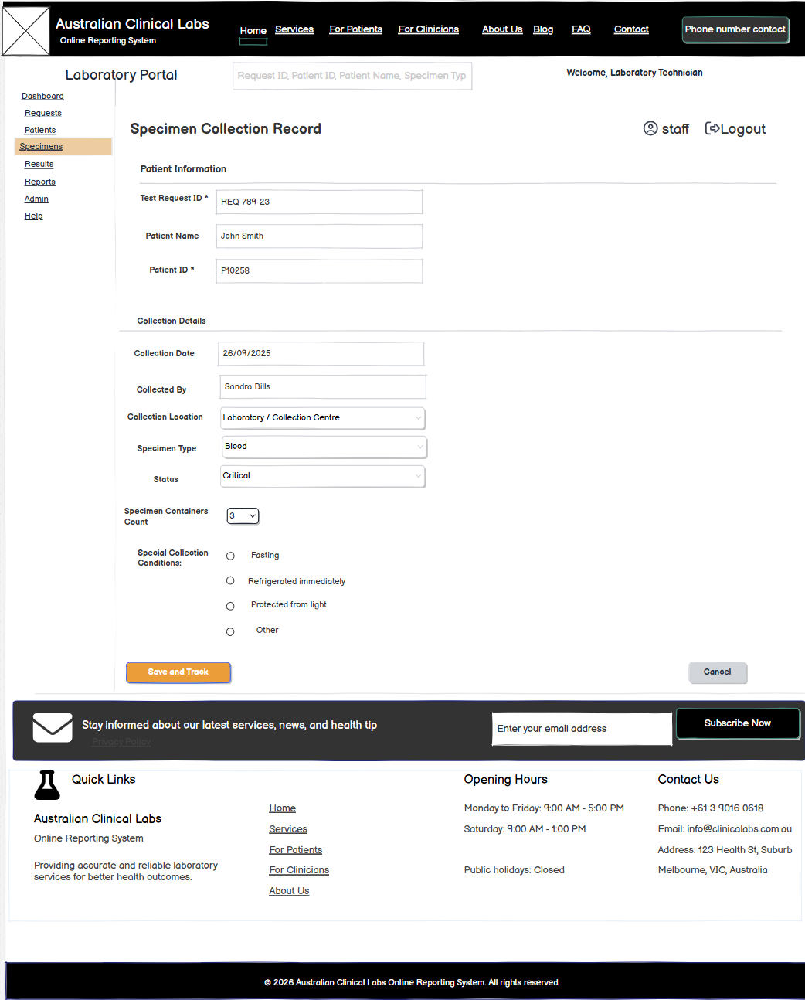 Australian Clinical Labs
Online Reporting System
Home Services For Patients For Clinicians About Us Blog FAQ Contact
Phone number contact
Laboratory Portal
Request ID, Patient ID, Patient Name, Specimen Typ
Welcome, Laboratory Technician
Dashboard
Requests
Patients
Specimens
Results
Reports
Admin
Help
Specimen Collection Record
staff
Logout
Patient Information
Test Request ID * REQ-789-23
Patient Name John Smith
Patient ID * P10258
Collection Details
Collection Date 26/09/2025
Collected By Sandra Bills
Collection Location Laboratory / Collection Centre
Specimen Type Blood
Status Critical
Specimen Containers
Count
3
Special Collection
Conditions:
Fasting
Refrigerated immediately
Protected from light
Other
Save and Track
Cancel
Stay informed about our latest services, news, and health tip
Privacy Policy
Enter your email address
Subscribe Now
Quick Links
Australian Clinical Labs
Online Reporting System
Providing accurate and reliable laboratory
services for better health outcomes.
Home
Services
For Patients
For Clinicians
About Us
Opening Hours
Monday to Friday: 9:00 AM - 5:00 PM
Saturday: 9:00 AM - 1:00 PM
Public holidays: Closed
Contact Us
Phone: +61 3 9016 0618
Email: info@clinicalabs.com.au
Address: 123 Health St, Suburb
Melbourne, VIC, Australia
© 2026 Australian Clinical Labs Online Reporting System. All rights reserved.